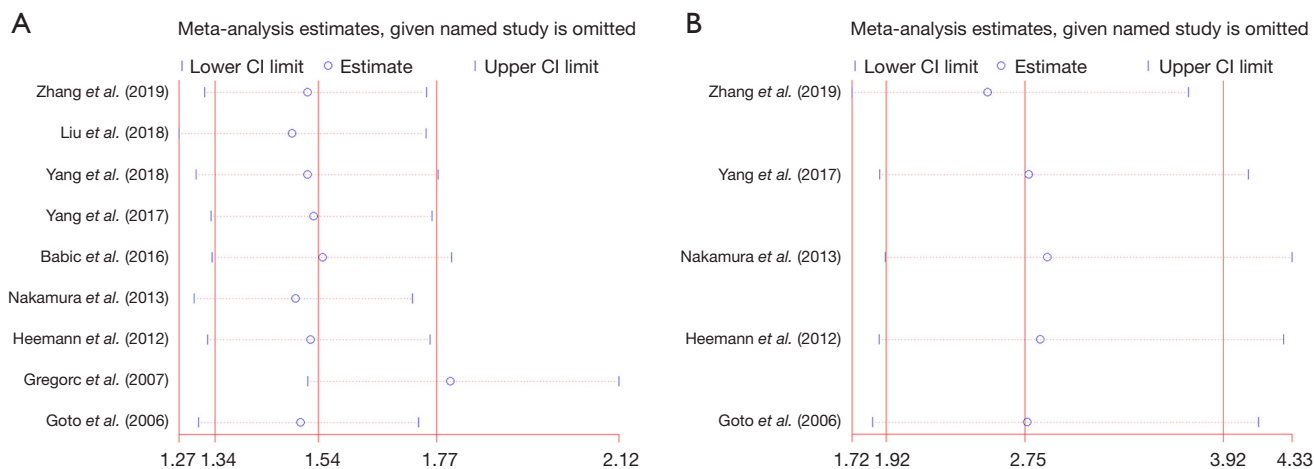 A
Meta-analysis estimates, given named study is omitted
Lower CI limit Estimate Upper CI limit
Zhang et al. (2019)
Liu et al. (2018)
Yang et al. (2018)
Yang et al. (2017)
Babic et al. (2016)
Nakamura et al. (2013)
Heemann et al. (2012)
Gregorc et al. (2007)
Goto et al. (2006)
1.27 1.34 1.54 1.77 2.12
B
Meta-analysis estimates, given named study is omitted
Lower CI limit Estimate Upper CI limit
Zhang et al. (2019)
Yang et al. (2017)
Nakamura et al. (2013)
Heemann et al. (2012)
Goto et al. (2006)
1.72 1.92 2.75 3.92 4.33